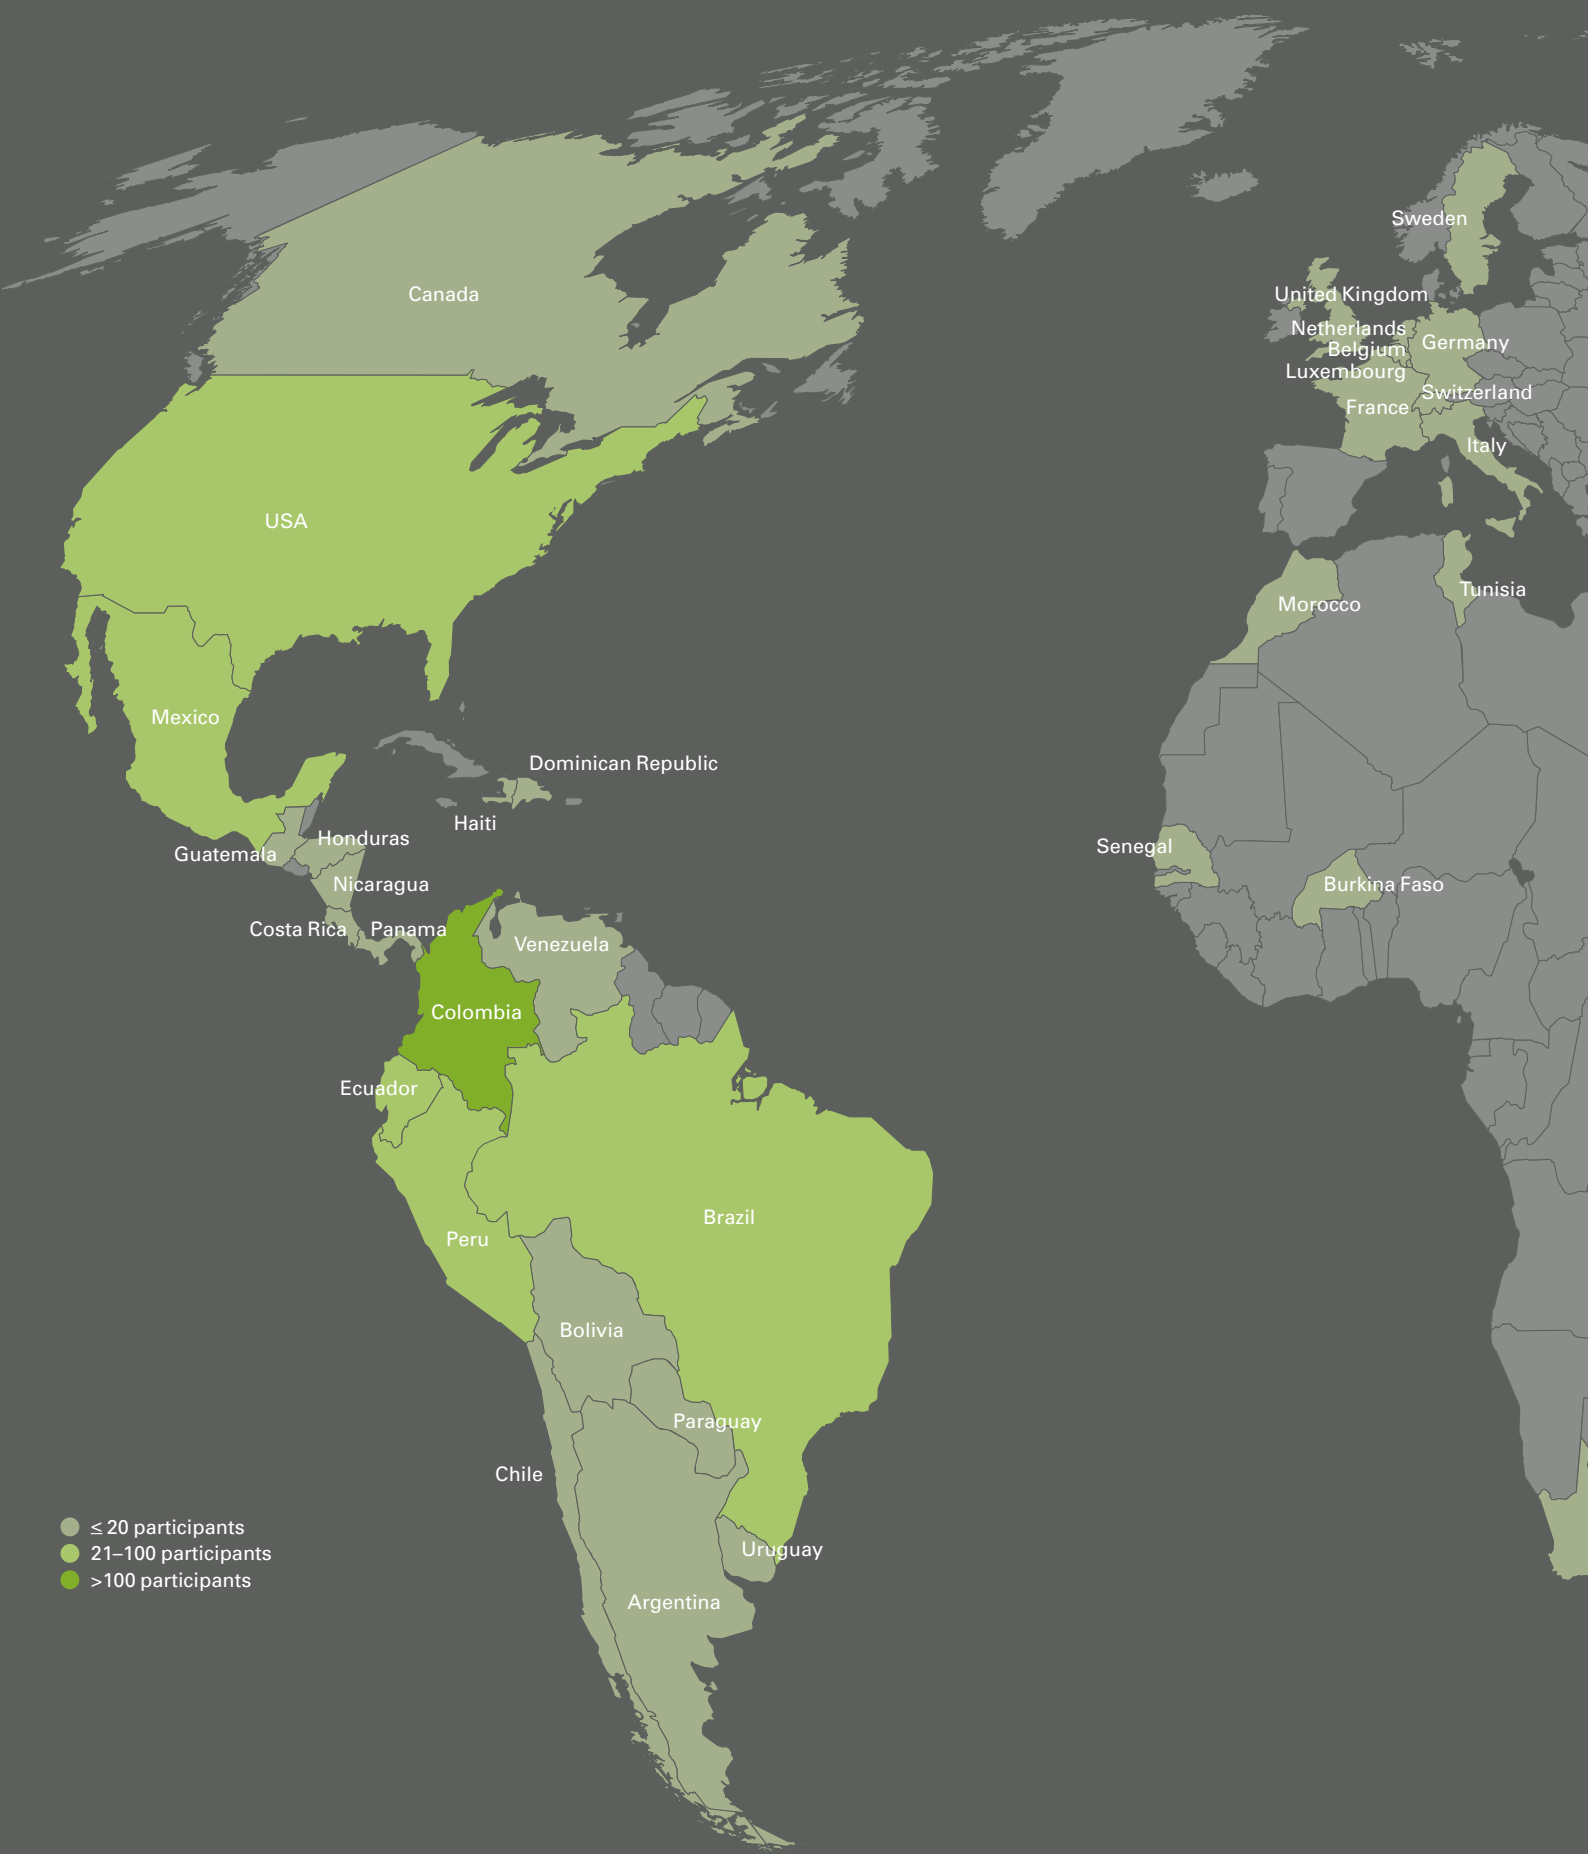 Sweden
Canada
United Kingdom
Netherlands
Germany
Belgium
Luxembourg
Switzerland
France
Italy
USA
Tunisia
Morocco
Mexico
Dominican Republic
Haiti
Honduras
Guatemala
Senegal
Nicaragua
Burkina Faso
Costa Rica
Panama
Venezuela
Colombia
Ecuador
Brazil
Peru
Bolivia
Paraguay
Chile
≤ 20 participants
21–100 participants
>100 participants
Uruguay
Argentina